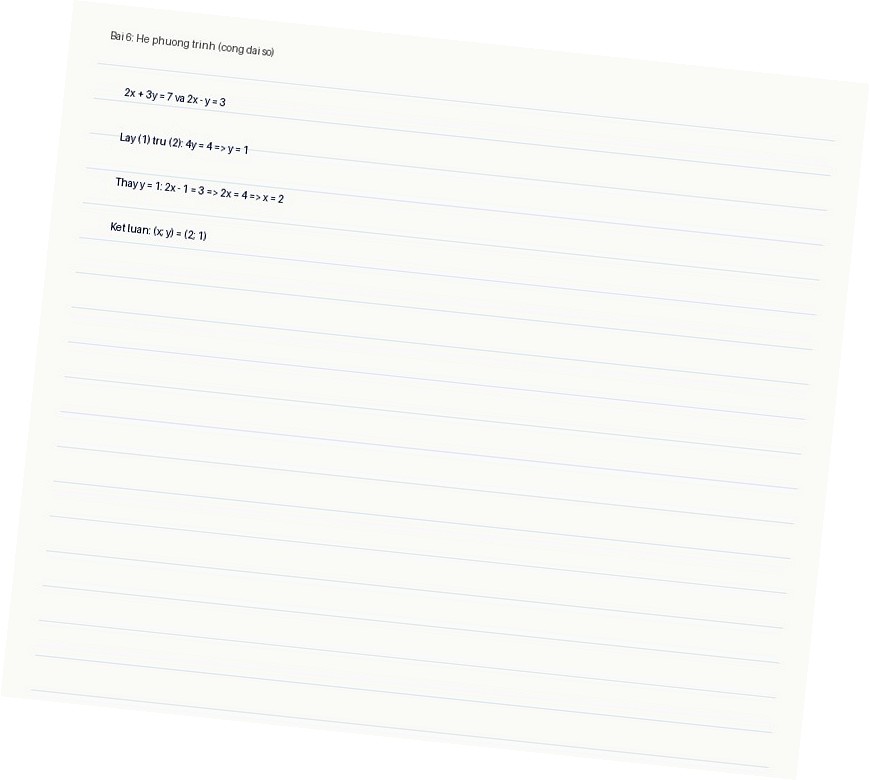 Bai 6: He phuong trinh (cong dai so)
2x + 3y = 7 va 2x - y = 3
Lay (1) tru (2): 4y = 4 => y = 1
Thay y = 1: 2x - 1 = 3 => 2x = 4 => x = 2
Ket luan: (x; y) = (2; 1)